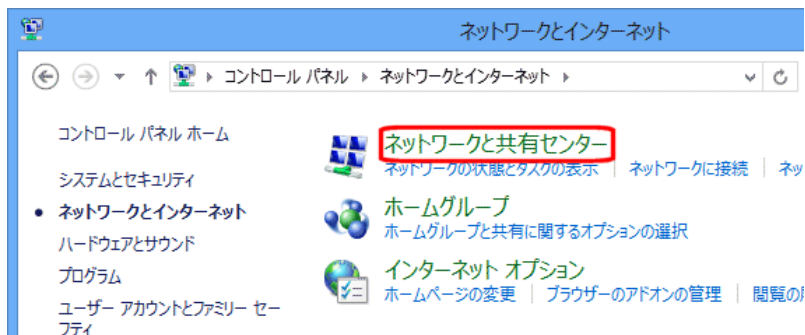 ネットワークとインターネット
コントロール パネル ネットワークとインターネット
コントロール パネル ホーム
システムとセキュリティ
ネットワークとインターネット
ハードウェアとサウンド
プログラム
ユーザー アカウントとファミリー セー
フティ
ネットワークと共有センター
ネットワークの状態とタスクの表示 ネットワークに接続
ホームグループ
ホームグループと共有に関するオプションの選択
インターネット オプション
ホームページの変更 ブラウザーのアドオンの管理 閲覧の